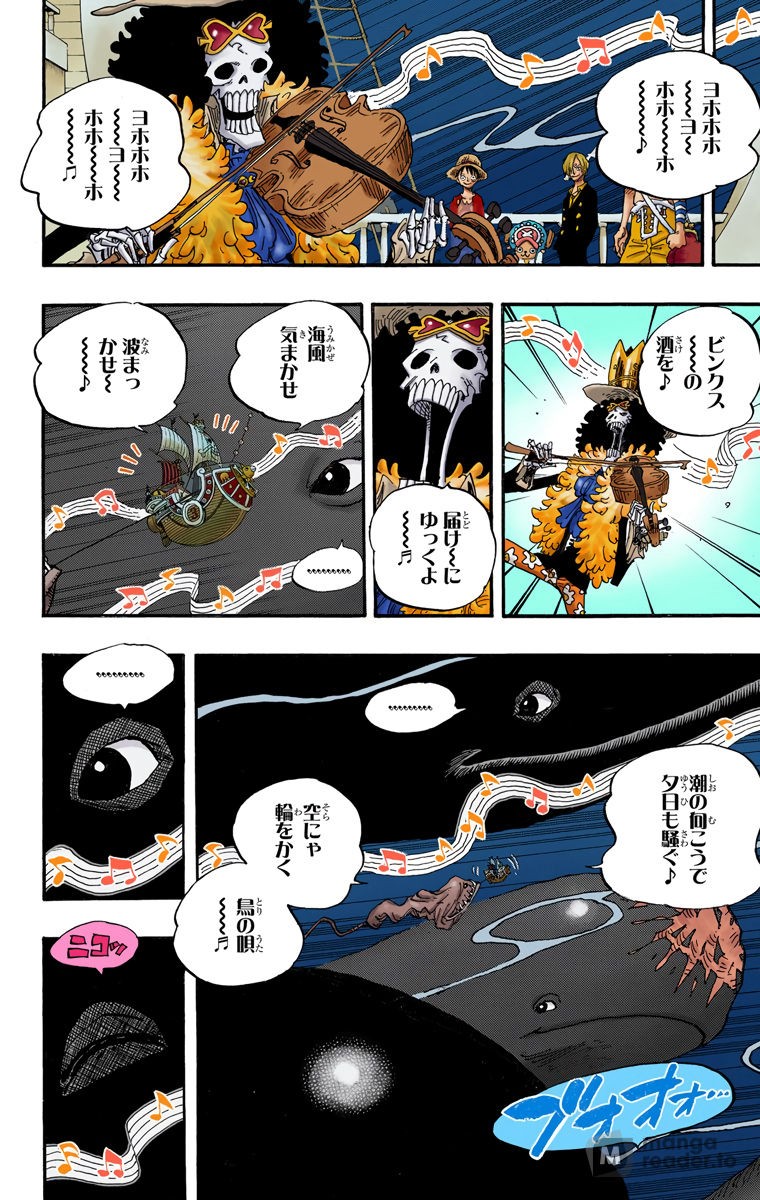 ヨホホホ
～～ヨ～
ホホ～～ホ
ヨホホホ
～～ヨ～
ホホ～～ホ
～～♪
ビンクス
～～の
酒を♪
届け～に
ゆっくよ
～～♪
海風
気まかせ
波まっ
かせ～
～♪
…………
潮の向こうで
夕日も騒ぐ♪
…………
空にゃ
輪をかく
鳥の唄
～～♪
…………
ニコッ
ブオオォ…
manga
reader.to